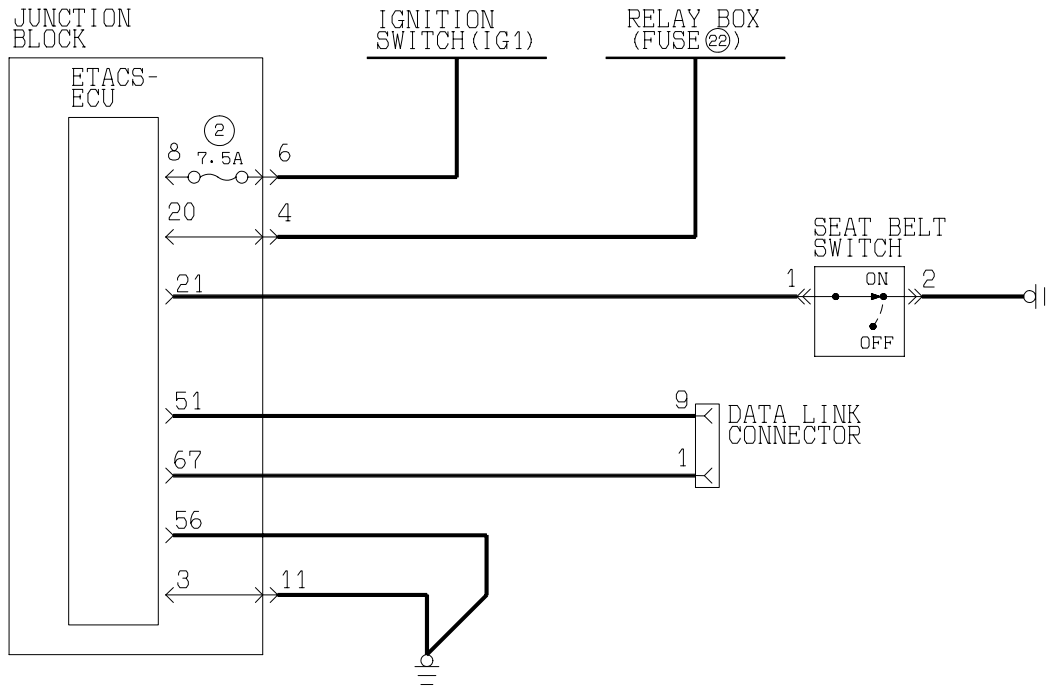 JUNCTION
BLOCK
IGNITION
SWITCH(IG1)
RELAY BOX
(FUSE 22)
ETACS-
ECU
2
8
7.5A
6
20
4
SEAT BELT
SWITCH
21
1
ON
2
OFF
51
9
DATA LINK
CONNECTOR
67
1
56
3
11